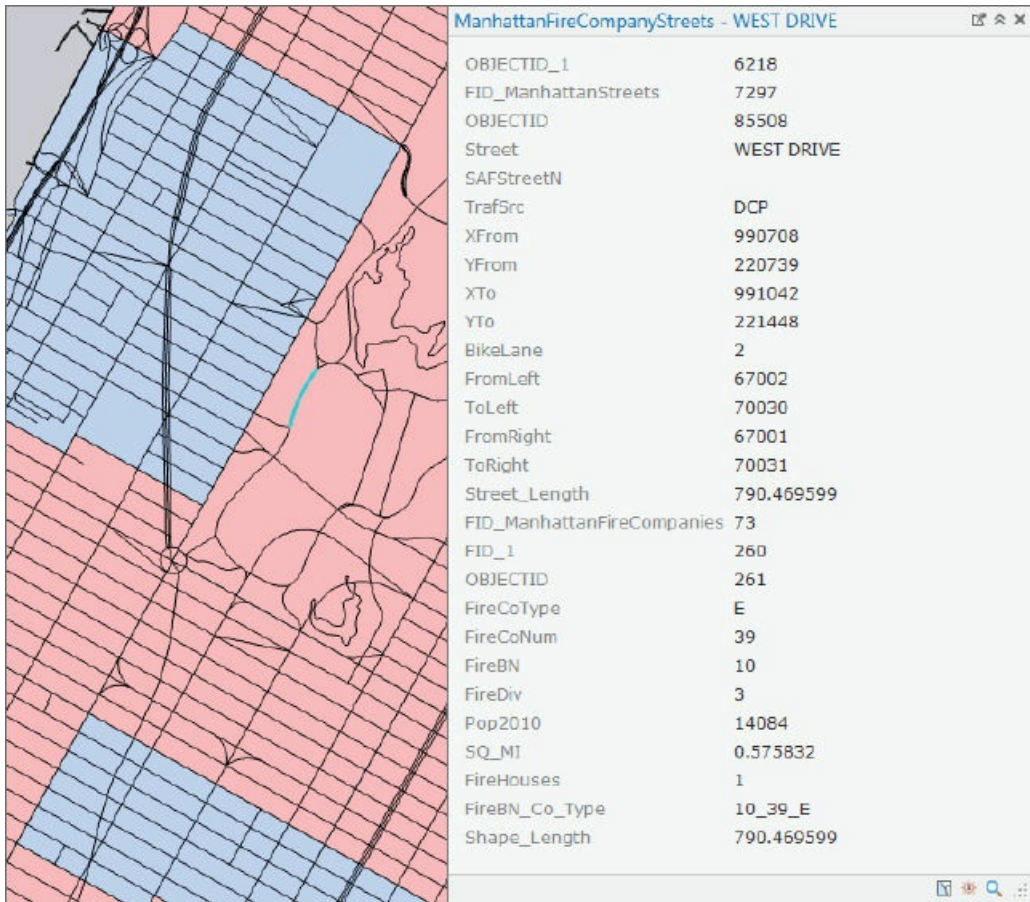 ManhattanFireCompanyStreets - WEST DRIVE
OBJECTID_1 6218
FID_ManhattanStreets 7297
OBJECTID 85508
Street WEST DRIVE
SAFStreetN
TrafSrc DCP
XFrom 990708
YFrom 220739
XTo 991042
YTo 221448
BikeLane 2
FromLeft 67002
ToLeft 70030
FromRight 67001
ToRight 70031
Street_Length 790.469599
FID_ManhattanFireCompanies 73
FID_1 260
OBJECTID 261
FireCoType E
FireCoNum 39
FireBN 10
FireDiv 3
Pop2010 14084
SQ_MI 0.575832
FireHouses 1
FireBN_Co_Type 10_39_E
Shape_Length 790.469599